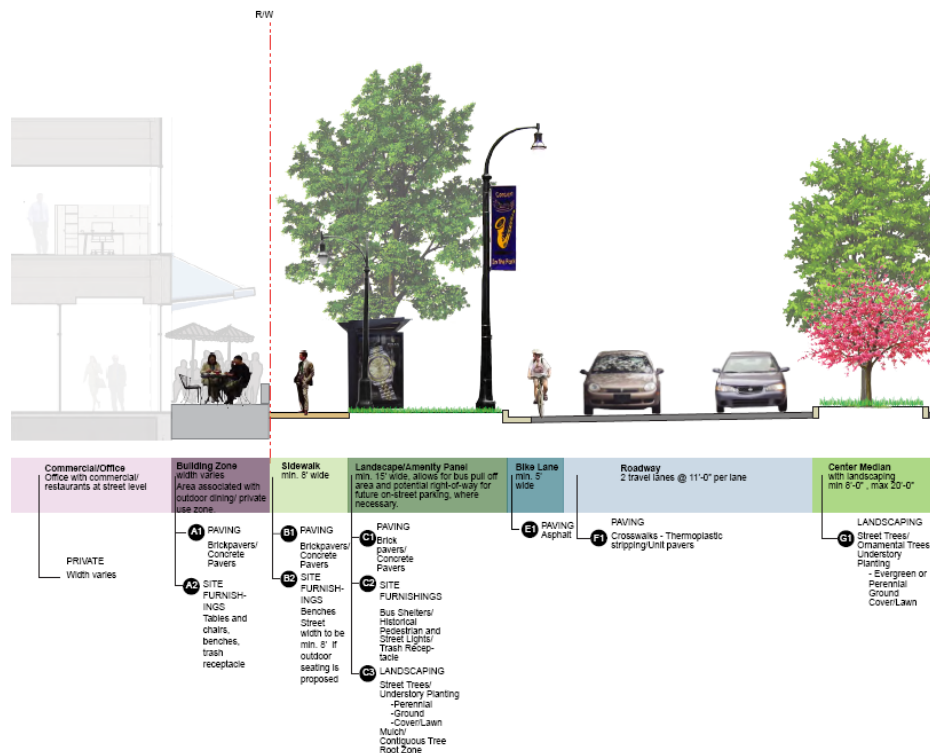 R/W
Commercial/Office
Office with commercial/
restaurants at street level
Building Zone
width varies
Area associated with
outdoor dining/ private
use zone.
Sidewalk
min. 8' wide
Landscape/Amenity Panel
min. 15' wide, allows for bus pull off
area and potential right-of-way for
future on-street parking, where
necessary.
Bike Lane
min. 5'
wide
Roadway
2 travel lanes @ 11'-0" per lane
Center Median
with landscaping
min 8'-0" , max 20'-0"
PRIVATE
Width varies
A1 PAVING
Brickpavers/
Concrete
Pavers
A2 SITE
FURNISH-
INGS
Tables and
chairs,
benches,
trash
receptacle
B1 PAVING
Brickpavers/
Concrete Pavers
B2 SITE
FURNISH-
INGS
Benches
Street
width to be
min. 8' if
outdoor
seating is
proposed
PAVING
C1 Brick
pavers/
Concrete
Pavers
C2 SITE
FURNISHINGS
Bus Shelters/
Historical
Pedestrian and
Street Lights/
Trash Recep-
tacle
C3 LANDSCAPING
Street Trees/
Understory Planting
-Perennial
-Ground
-Cover/Lawn
Mulch/
Contiguous Tree
Root Zone
E1 PAVING
Asphalt
PAVING
F1 Crosswalks - Thermoplastic
stripping/Unit pavers
LANDSCAPING
G1 Street Trees/
Ornamental Trees
Understory
Planting
- Evergreen or
Perennial
Ground
Cover/Lawn